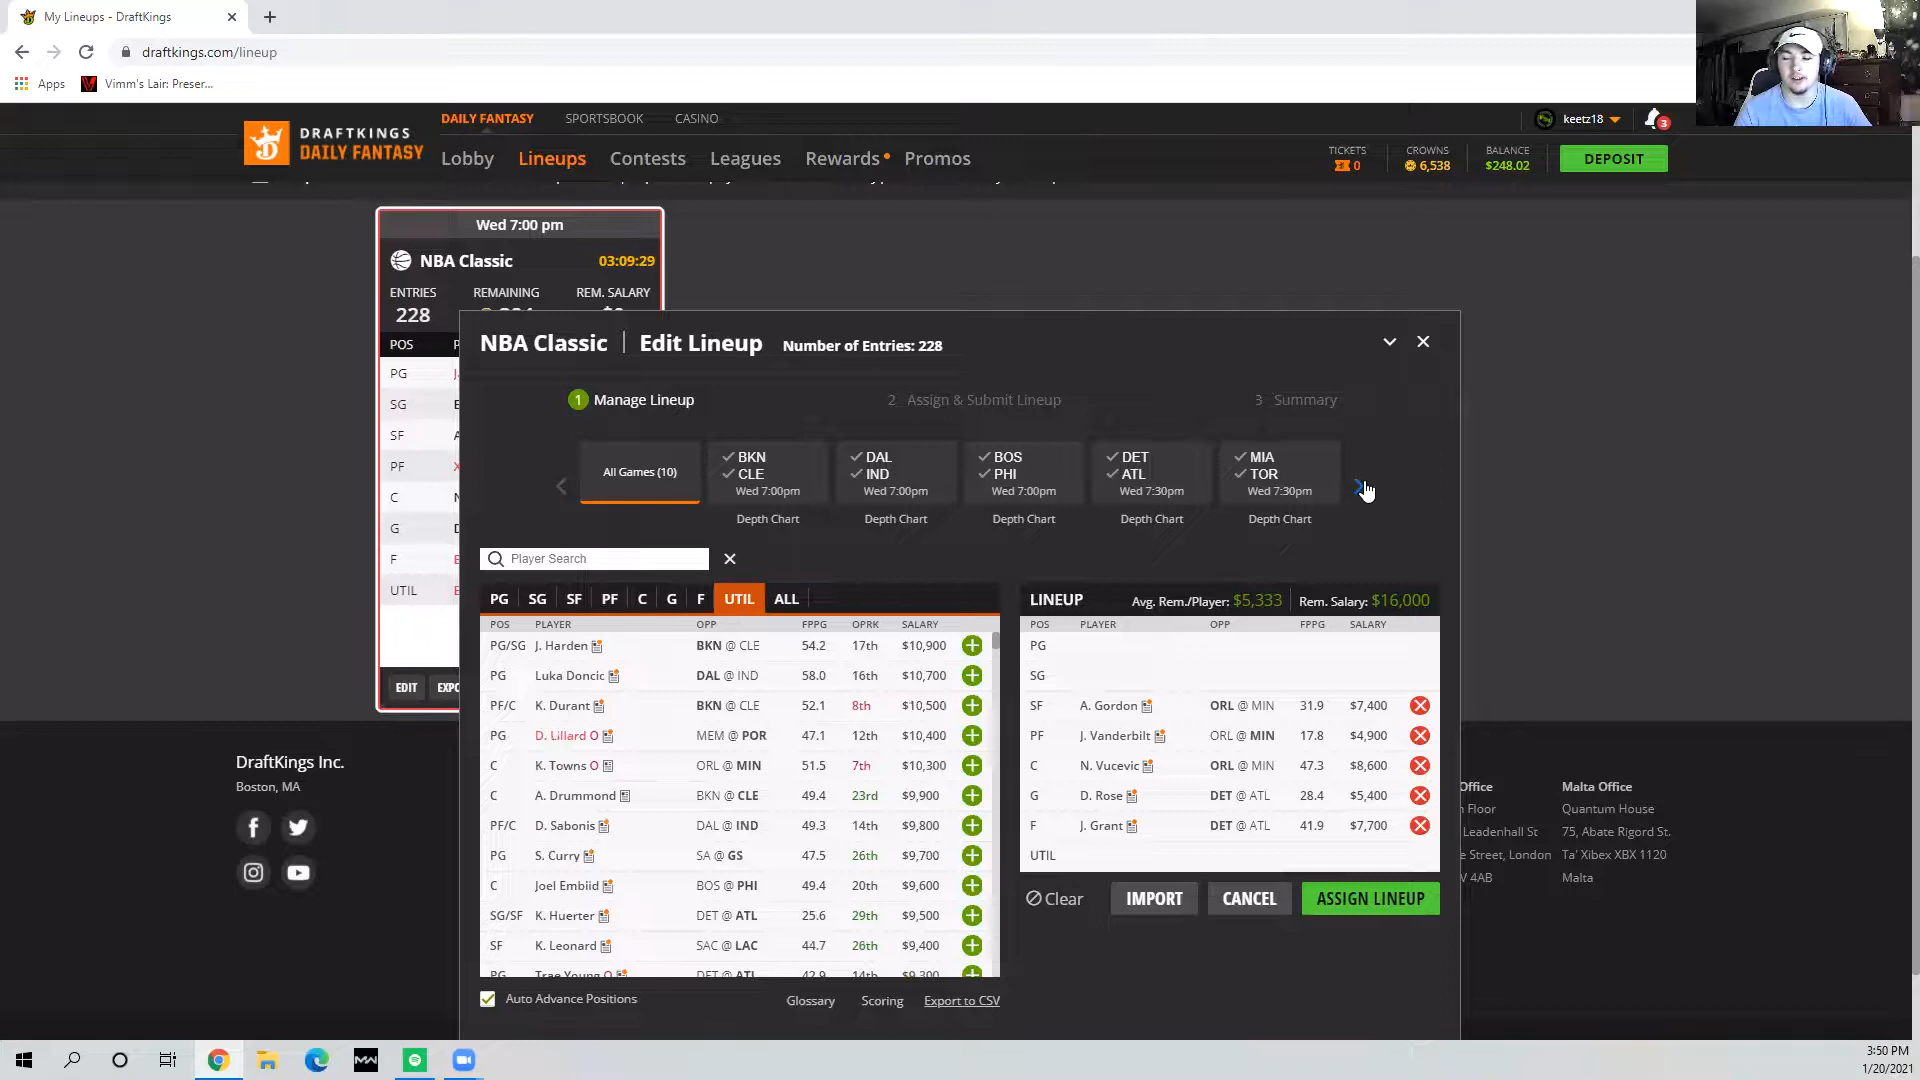 My Lineups - DraftKings
draftkings.com/lineup
Apps
Vimm's Lair: Preser...
DRAFTKINGS
DAILY FANTASY
DAILY FANTASY SPORTSBOOK CASINO
Lobby Lineups Contests Leagues Rewards Promos
keetz18
3
TICKETS
0
CROWNS
6,538
BALANCE
$248.02
DEPOSIT
Wed 7:00 pm
NBA Classic 03:09:29
ENTRIES REMAINING REM. SALARY
228
POS
PG
SG
SF
PF
C
G
F
UTIL
EDIT EXPO
NBA Classic | Edit Lineup Number of Entries: 228
1 Manage Lineup 2 Assign & Submit Lineup 3 Summary
All Games (10)
BKN
CLE
Wed 7:00pm
Depth Chart
DAL
IND
Wed 7:00pm
Depth Chart
BOS
PHI
Wed 7:00pm
Depth Chart
DET
ATL
Wed 7:30pm
Depth Chart
MIA
TOR
Wed 7:30pm
Depth Chart
Player Search
PG SG SF PF C G F UTIL ALL
POS PLAYER OPP FPPG OPRK SALARY
PG/SG J. Harden BKN @ CLE 54.2 17th $10,900
PG Luka Doncic DAL @ IND 58.0 16th $10,700
PF/C K. Durant BKN @ CLE 52.1 8th $10,500
PG D. Lillard O MEM @ POR 47.1 12th $10,400
C K. Towns O ORL @ MIN 51.5 7th $10,300
C A. Drummond BKN @ CLE 49.4 23rd $9,900
PF/C D. Sabonis DAL @ IND 49.3 14th $9,800
PG S. Curry SA @ GS 47.5 26th $9,700
C Joel Embiid BOS @ PHI 49.4 20th $9,600
SG/SF K. Huerter DET @ ATL 25.6 29th $9,500
SF K. Leonard SAC @ LAC 44.7 26th $9,400
PG Trae Young O DET @ ATL 42.9 14th $9,300
Auto Advance Positions
Glossary Scoring Export to CSV
LINEUP Avg. Rem./Player: $5,333 Rem. Salary: $16,000
POS PLAYER OPP FPPG SALARY
PG
SG
SF A. Gordon ORL @ MIN 31.9 $7,400
PF J. Vanderbilt ORL @ MIN 17.8 $4,900
C N. Vucevic ORL @ MIN 47.3 $8,600
G D. Rose DET @ ATL 28.4 $5,400
F J. Grant DET @ ATL 41.9 $7,700
UTIL
Clear IMPORT CANCEL ASSIGN LINEUP
DraftKings Inc.
Boston, MA
Office
Floor
Leadenhall St
e Street, London
V 4AB
Malta Office
Quantum House
75, Abate Rigord St.
Ta' Xibex XBX 1120
Malta
3:50 PM
1/20/2021